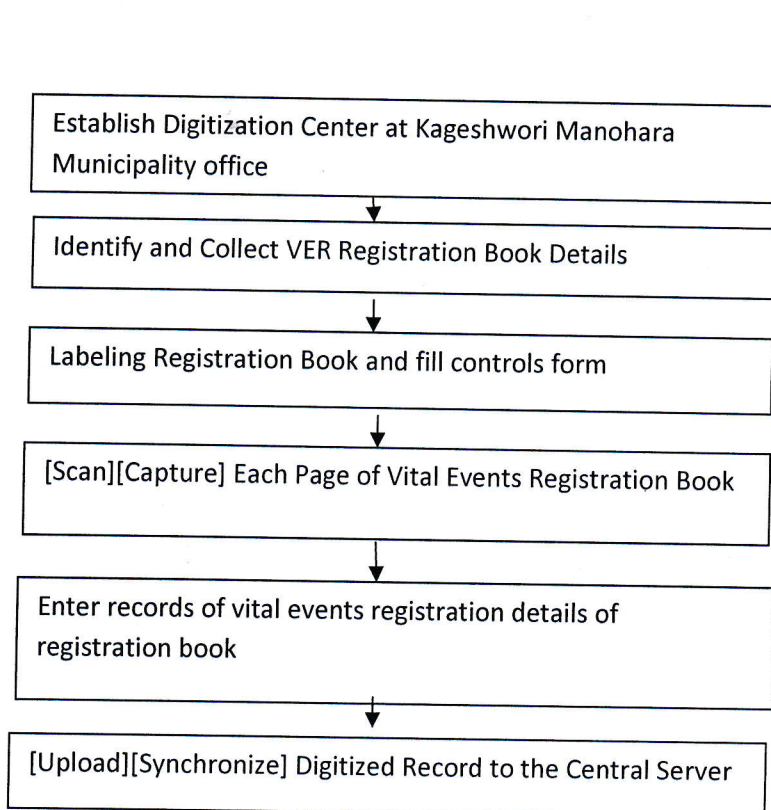 Establish Digitization Center at Kageshwori Manohara
Municipality office
Identify and Collect VER Registration Book Details
Labeling Registration Book and fill controls form
[Scan][Capture] Each Page of Vital Events Registration Book
Enter records of vital events registration details of
registration book
[Upload][Synchronize] Digitized Record to the Central Server